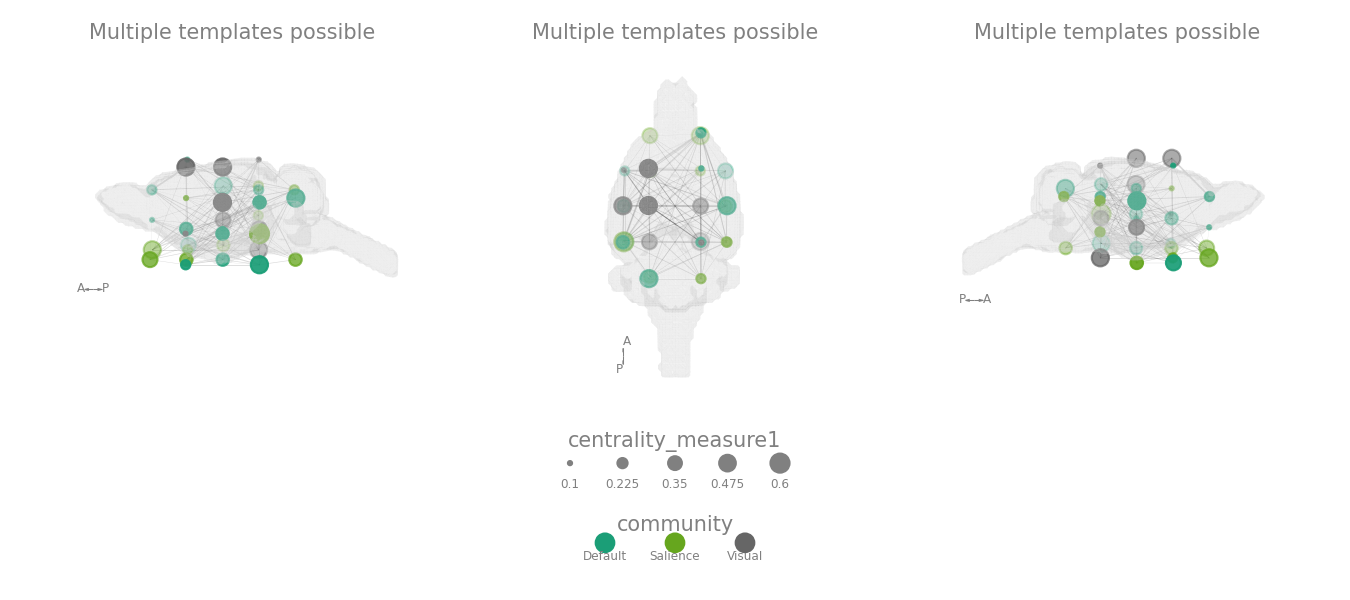 Multiple templates possible
Multiple templates possible
Multiple templates possible
A P
P A
A
P
centrality_measure1
0.1 0.225 0.35 0.475 0.6
community
Default Salience Visual